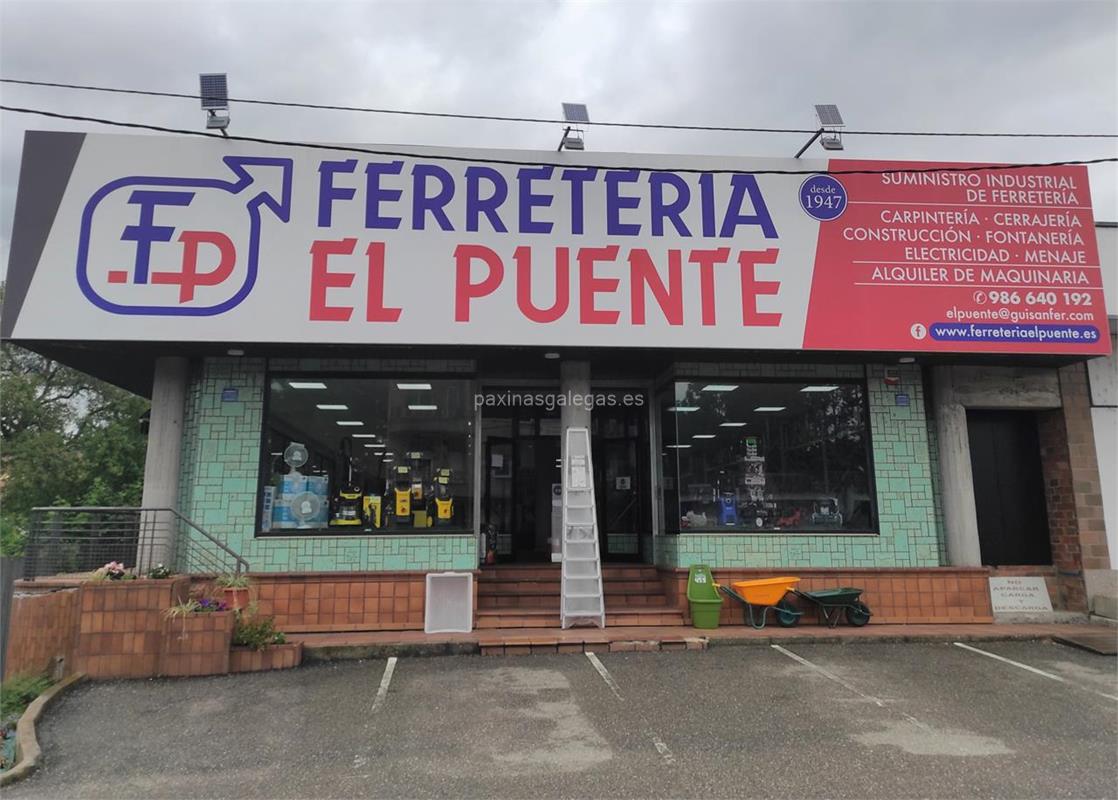 FP
FERRETERIA
EL PUENTE
desde
1947
SUMINISTRO INDUSTRIAL
DE FERRETERÍA
CARPINTERÍA · CERRAJERÍA
CONSTRUCCIÓN · FONTANERÍA
ELECTRICIDAD · MENAJE
ALQUILER DE MAQUINARIA
986 640 192
elpuente@guisanfer.com
f www.ferreteriaelpuente.es
paxinasgalegas.es
NO
APARCAR
CARGA
Y
DESCARGA